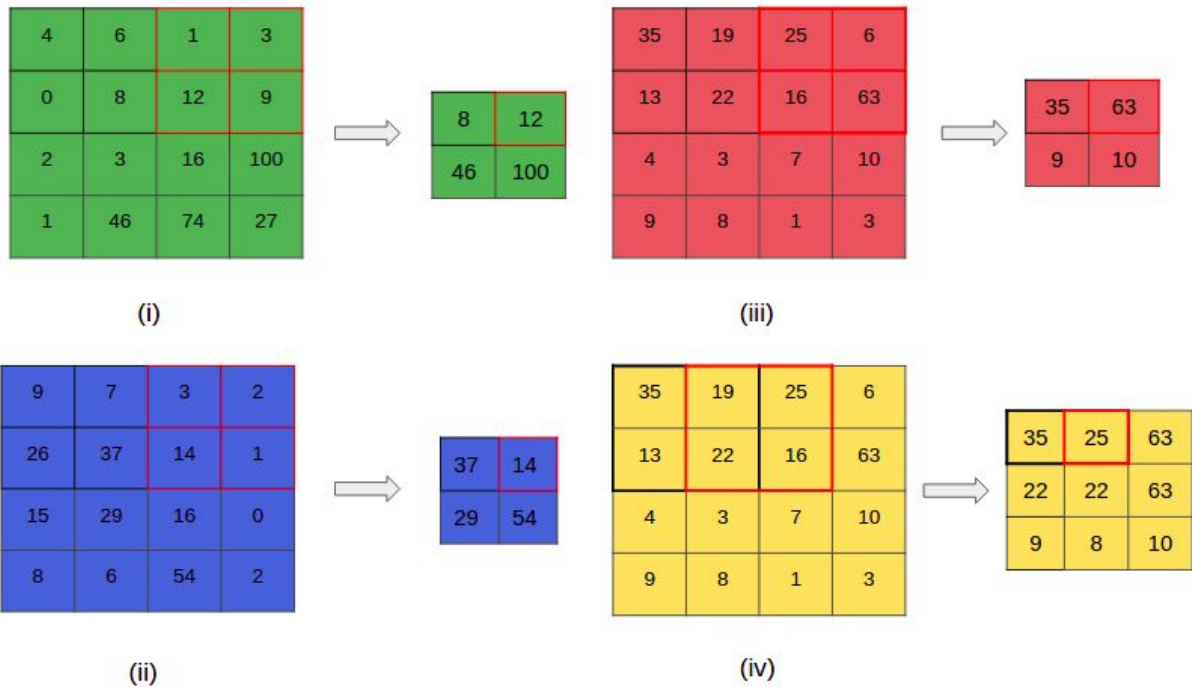 4 6 1 3
0 8 12 9
2 3 16 100
1 46 74 27
8 12
46 100
(i)
35 19 25 6
13 22 16 63
4 3 7 10
9 8 1 3
35 63
9 10
(iii)
9 7 3 2
26 37 14 1
15 29 16 0
8 6 54 2
37 14
29 54
(ii)
35 19 25 6
13 22 16 63
4 3 7 10
9 8 1 3
35 25 63
22 22 63
9 8 10
(iv)